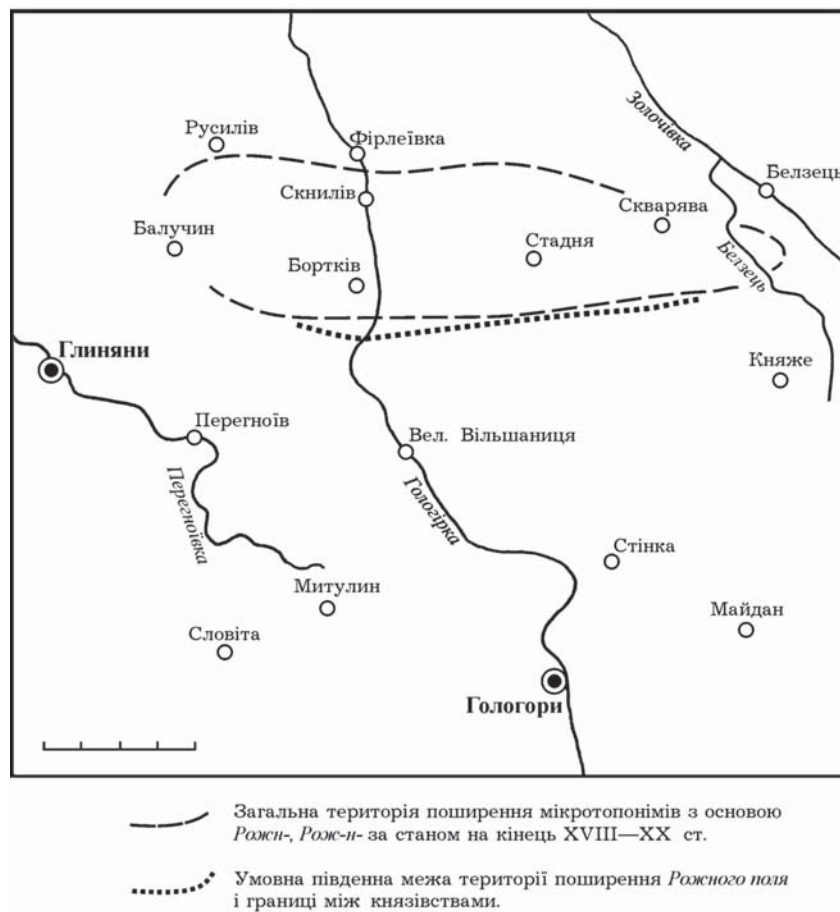 Русилів
Фірлеївка
Золочівка
Белзець
Скнилів
Скварява
Балучин
Стадня
Белзець
Бортків
Глиняни
Княже
Перегноїв
Вел. Вільшаниця
Перегноївка
Гологірка
Стінка
Митулин
Майдан
Словіта
Гологори
Загальна територія поширення мікротопонімів з основою
Рожн-, Рож-н- за станом на кінець XVIII—XX ст.
Умовна південна межа території поширення Рожного поля
і границі між князівствами.